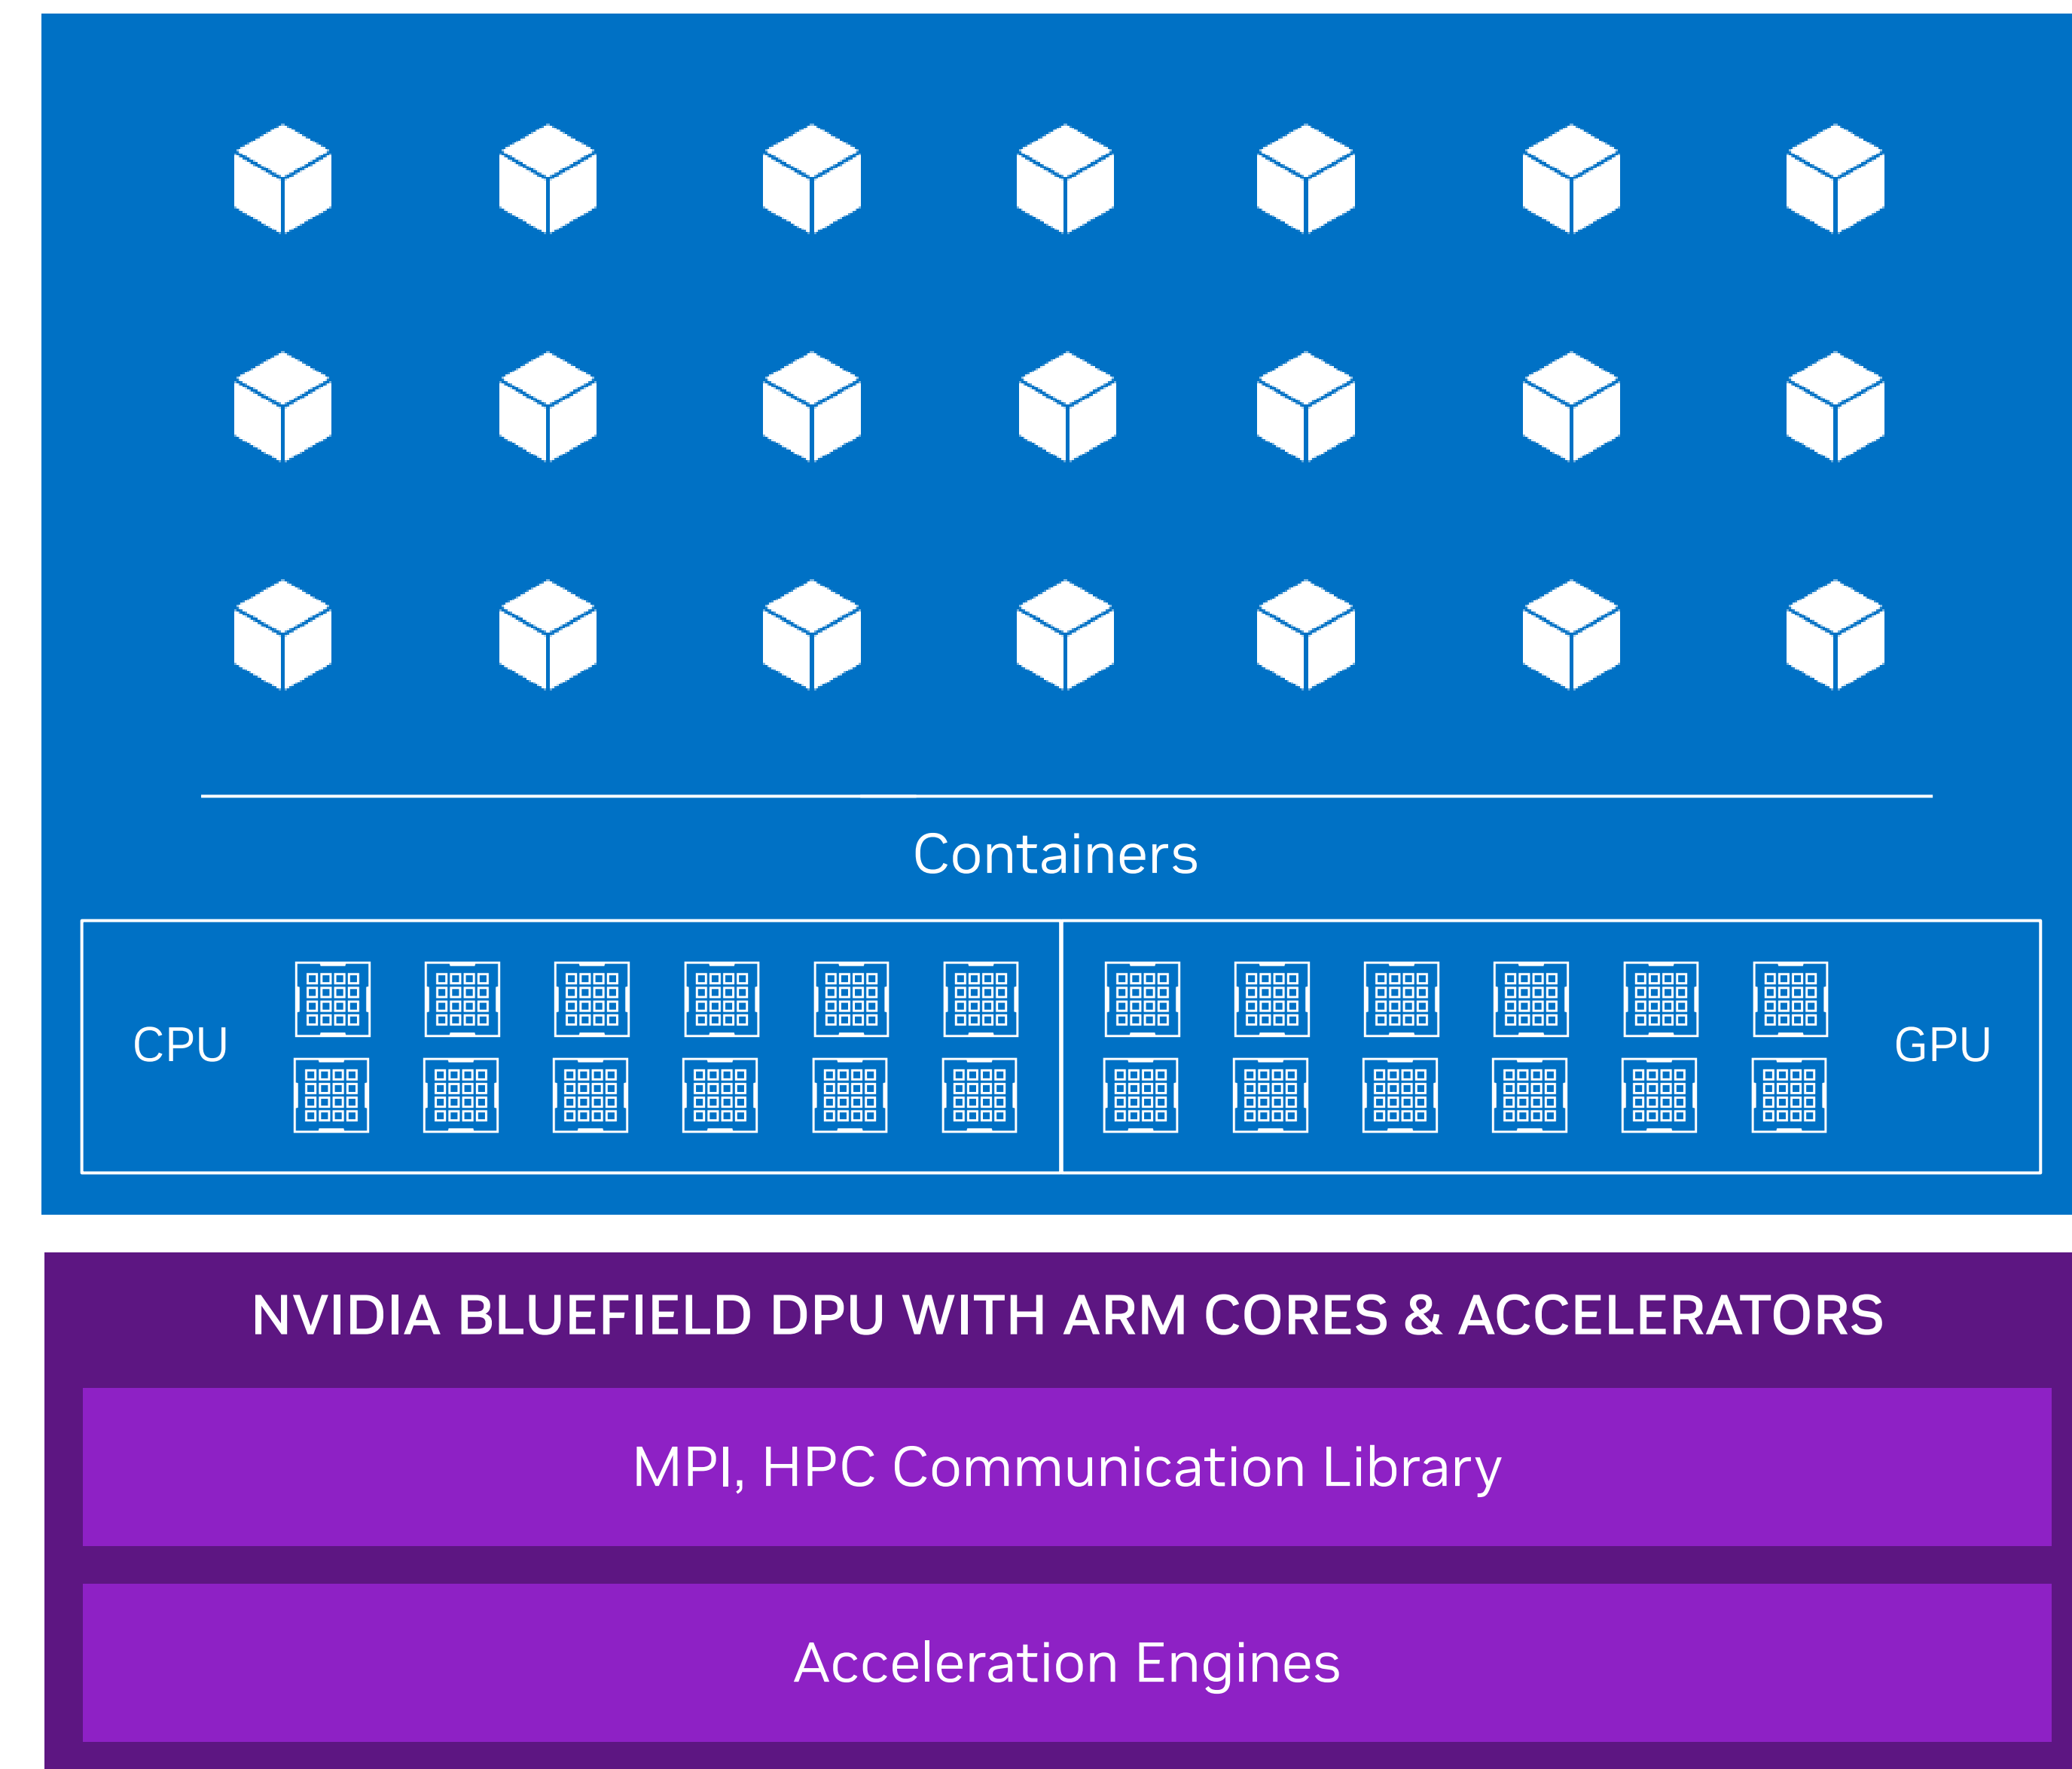 Containers
CPU
GPU
NVIDIA BLUEFIELD DPU WITH ARM CORES & ACCELERATORS
MPI, HPC Communication Library
Acceleration Engines